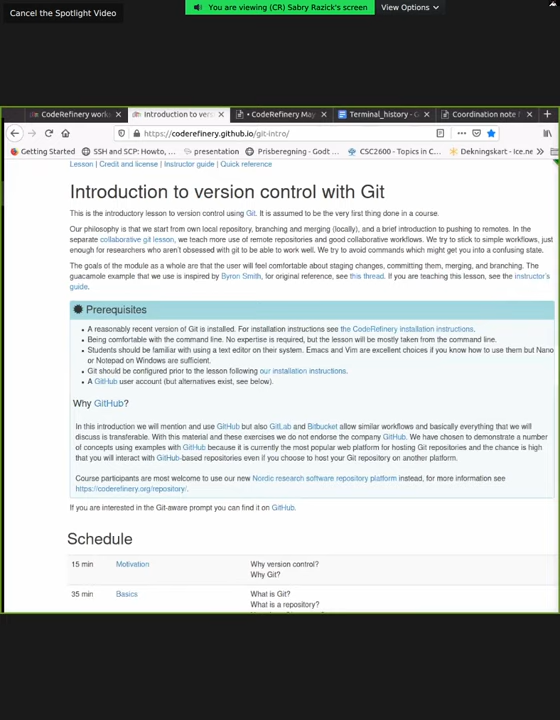 Cancel the Spotlight Video
You are viewing (CR) Sabry Razick's screen
View Options
CodeRefinery works
Introduction to versi
• CodeRefinery May
Terminal_history - G
Coordination note f
https://coderefinery.github.io/git-intro/
Getting Started
SSH and SCP: Howto, ...
presentation
Prisberegning - Godt ...
CSC2600 - Topics in C...
Dekningskart - Ice.ne
Lesson | Credit and license | Instructor guide | Quick reference
Introduction to version control with Git
This is the introductory lesson to version control using Git. It is assumed to be the very first thing done in a course.
Our philosophy is that we start from own local repository, branching and merging (locally), and a brief introduction to pushing to remotes. In the
separate collaborative git lesson, we teach more use of remote repositories and good collaborative workflows. We try to stick to simple workflows, just
enough for researchers who aren't obsessed with git to be able to work well. We try to avoid commands which might get you into a confusing state.
The goals of the module as a whole are that the user will feel comfortable about staging changes, committing them, merging, and branching. The
guacamole example that we use is inspired by Byron Smith, for original reference, see this thread. If you are teaching this lesson, see the instructor's
guide.
Prerequisites
• A reasonably recent version of Git is installed. For installation instructions see the CodeRefinery installation instructions.
• Being comfortable with the command line. No expertise is required, but the lesson will be mostly taken from the command line.
• Students should be familiar with using a text editor on their system. Emacs and Vim are excellent choices if you know how to use them but Nano
or Notepad on Windows are sufficient.
• Git should be configured prior to the lesson following our installation instructions.
• A GitHub user account (but alternatives exist, see below).
Why GitHub?
In this introduction we will mention and use GitHub but also GitLab and Bitbucket allow similar workflows and basically everything that we will
discuss is transferable. With this material and these exercises we do not endorse the company GitHub. We have chosen to demonstrate a number
of concepts using examples with GitHub because it is currently the most popular web platform for hosting Git repositories and the chance is high
that you will interact with GitHub-based repositories even if you choose to host your Git repository on another platform.
Course participants are most welcome to use our new Nordic research software repository platform instead, for more information see
https://coderefinery.org/repository/.
If you are interested in the Git-aware prompt you can find it on GitHub.
Schedule
15 min Motivation Why version control?
Why Git?
35 min Basics What is Git?
What is a repository?